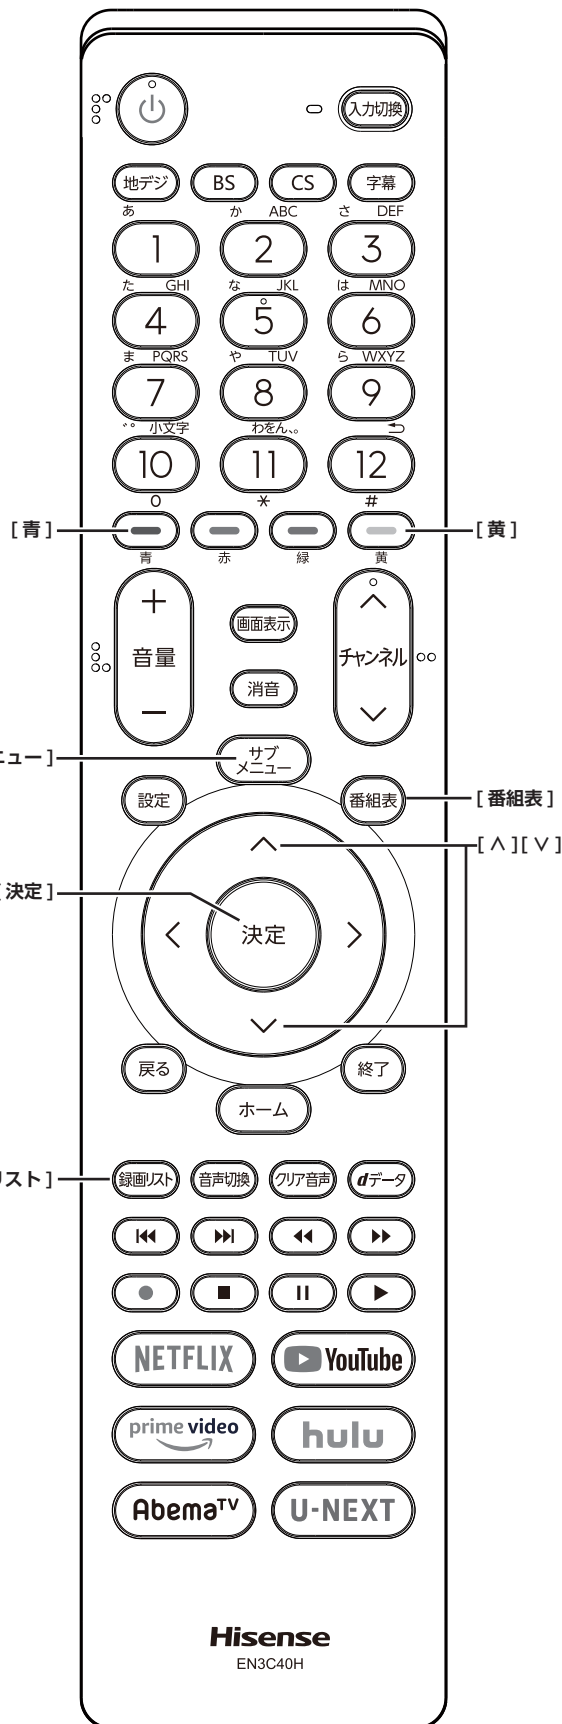 入力切換
地デジ BS CS 字幕
あ か ABC さ DEF
1 2 3
た GHI な JKL は MNO
4 5 6
ま PQRS や TUV ら WXYZ
7 8 9
゛゜ 小文字 わをん、。
10 11 12
0 * #
[ 青 ] [ 黄 ]
青 赤 緑 黄
+ 画面表示
音量 チャンネル
− 消音
ニュー ] サブ
メニュー
設定 番組表 [ 番組表 ]
[ ∧ ] [ ∨ ]
[ 決定 ] 決定
戻る 終了
ホーム
リスト ] 録画リスト 音声切換 クリア音声 dデータ
NETFLIX YouTube
prime video hulu
AbemaTV U-NEXT
Hisense
EN3C40H